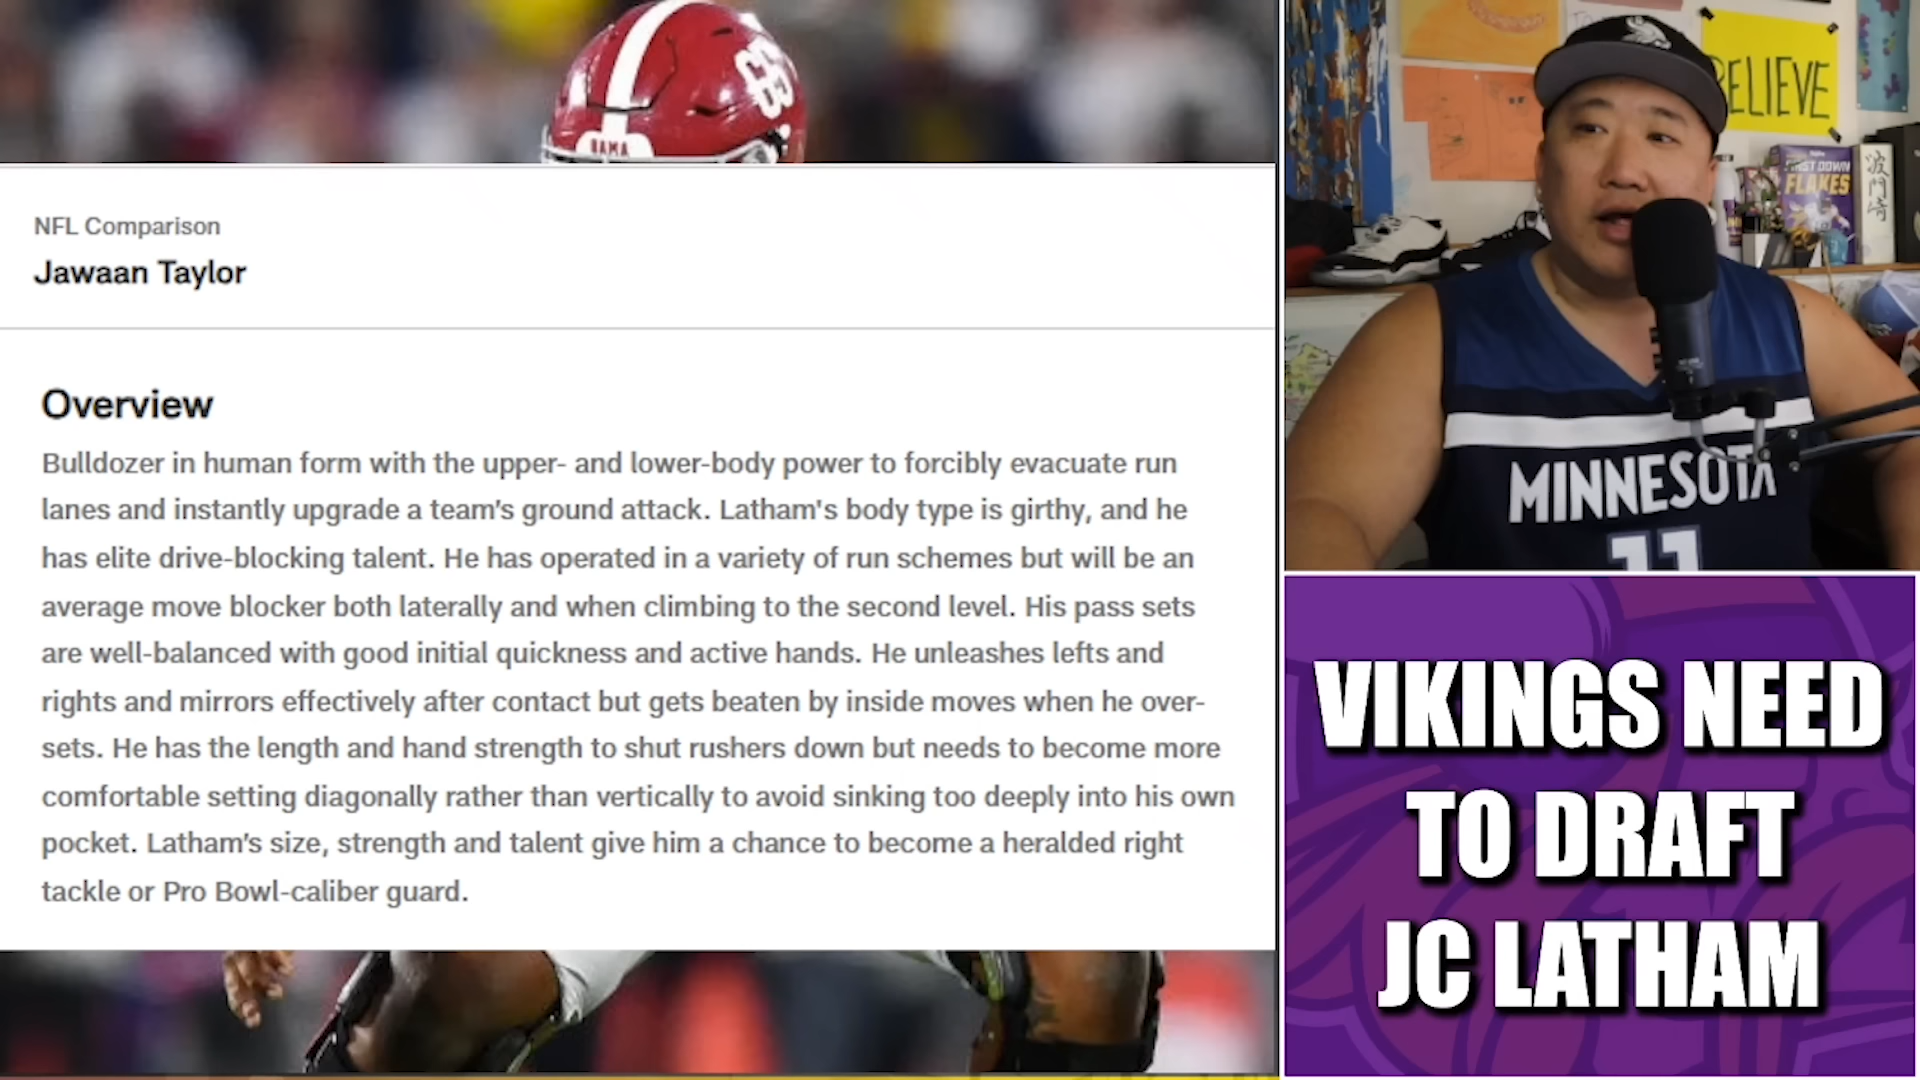 65
BAMA
NFL Comparison
Jawaan Taylor
Overview
Bulldozer in human form with the upper- and lower-body power to forcibly evacuate run
lanes and instantly upgrade a team's ground attack. Latham's body type is girthy, and he
has elite drive-blocking talent. He has operated in a variety of run schemes but will be an
average move blocker both laterally and when climbing to the second level. His pass sets
are well-balanced with good initial quickness and active hands. He unleashes lefts and
rights and mirrors effectively after contact but gets beaten by inside moves when he over-
sets. He has the length and hand strength to shut rushers down but needs to become more
comfortable setting diagonally rather than vertically to avoid sinking too deeply into his own
pocket. Latham's size, strength and talent give him a chance to become a heralded right
tackle or Pro Bowl-caliber guard.
BELIEVE
FIRST DOWN
FLAKES
波
門
崎
MINNESOTA
11
VIKINGS NEED
TO DRAFT
JC LATHAM